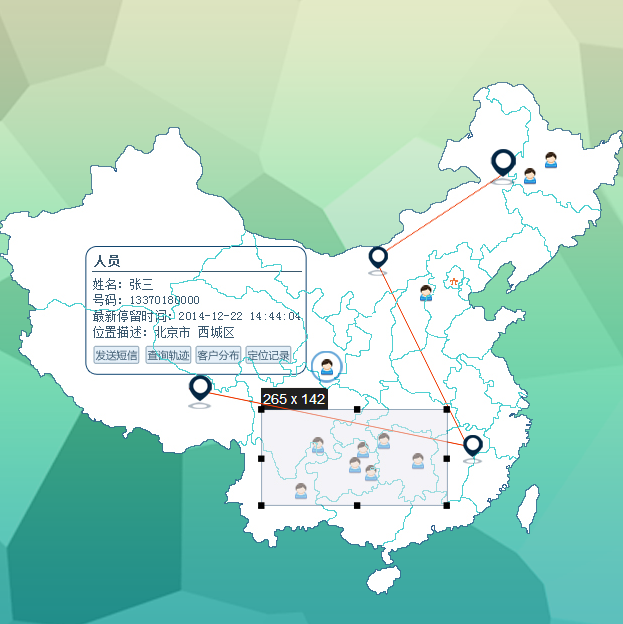 人员
姓名：张三
号码：13370180000
最新停留时间：2014-12-22 14:44:04
位置描述：北京市 西城区
发送短信 查询轨迹 客户分布 定位记录
265 x 142